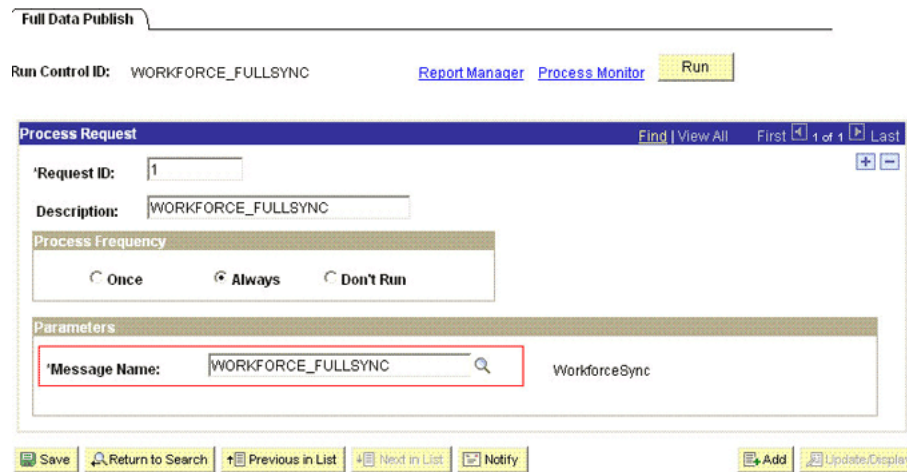 Full Data Publish
Run Control ID: WORKFORCE_FULLSYNC Report Manager Process Monitor Run
Process Request Find | View All First 1 of 1 Last
*Request ID: 1
Description: WORKFORCE_FULLSYNC
Process Frequency
Once Always Don't Run
Parameters
*Message Name: WORKFORCE_FULLSYNC WorkforceSync
Save Return to Search Previous in List Next in List Notify Add Update/Display